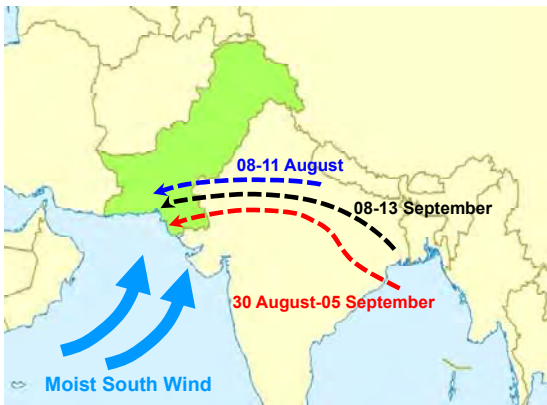 08-11 August
08-13 September
30 August-05 September
Moist South Wind